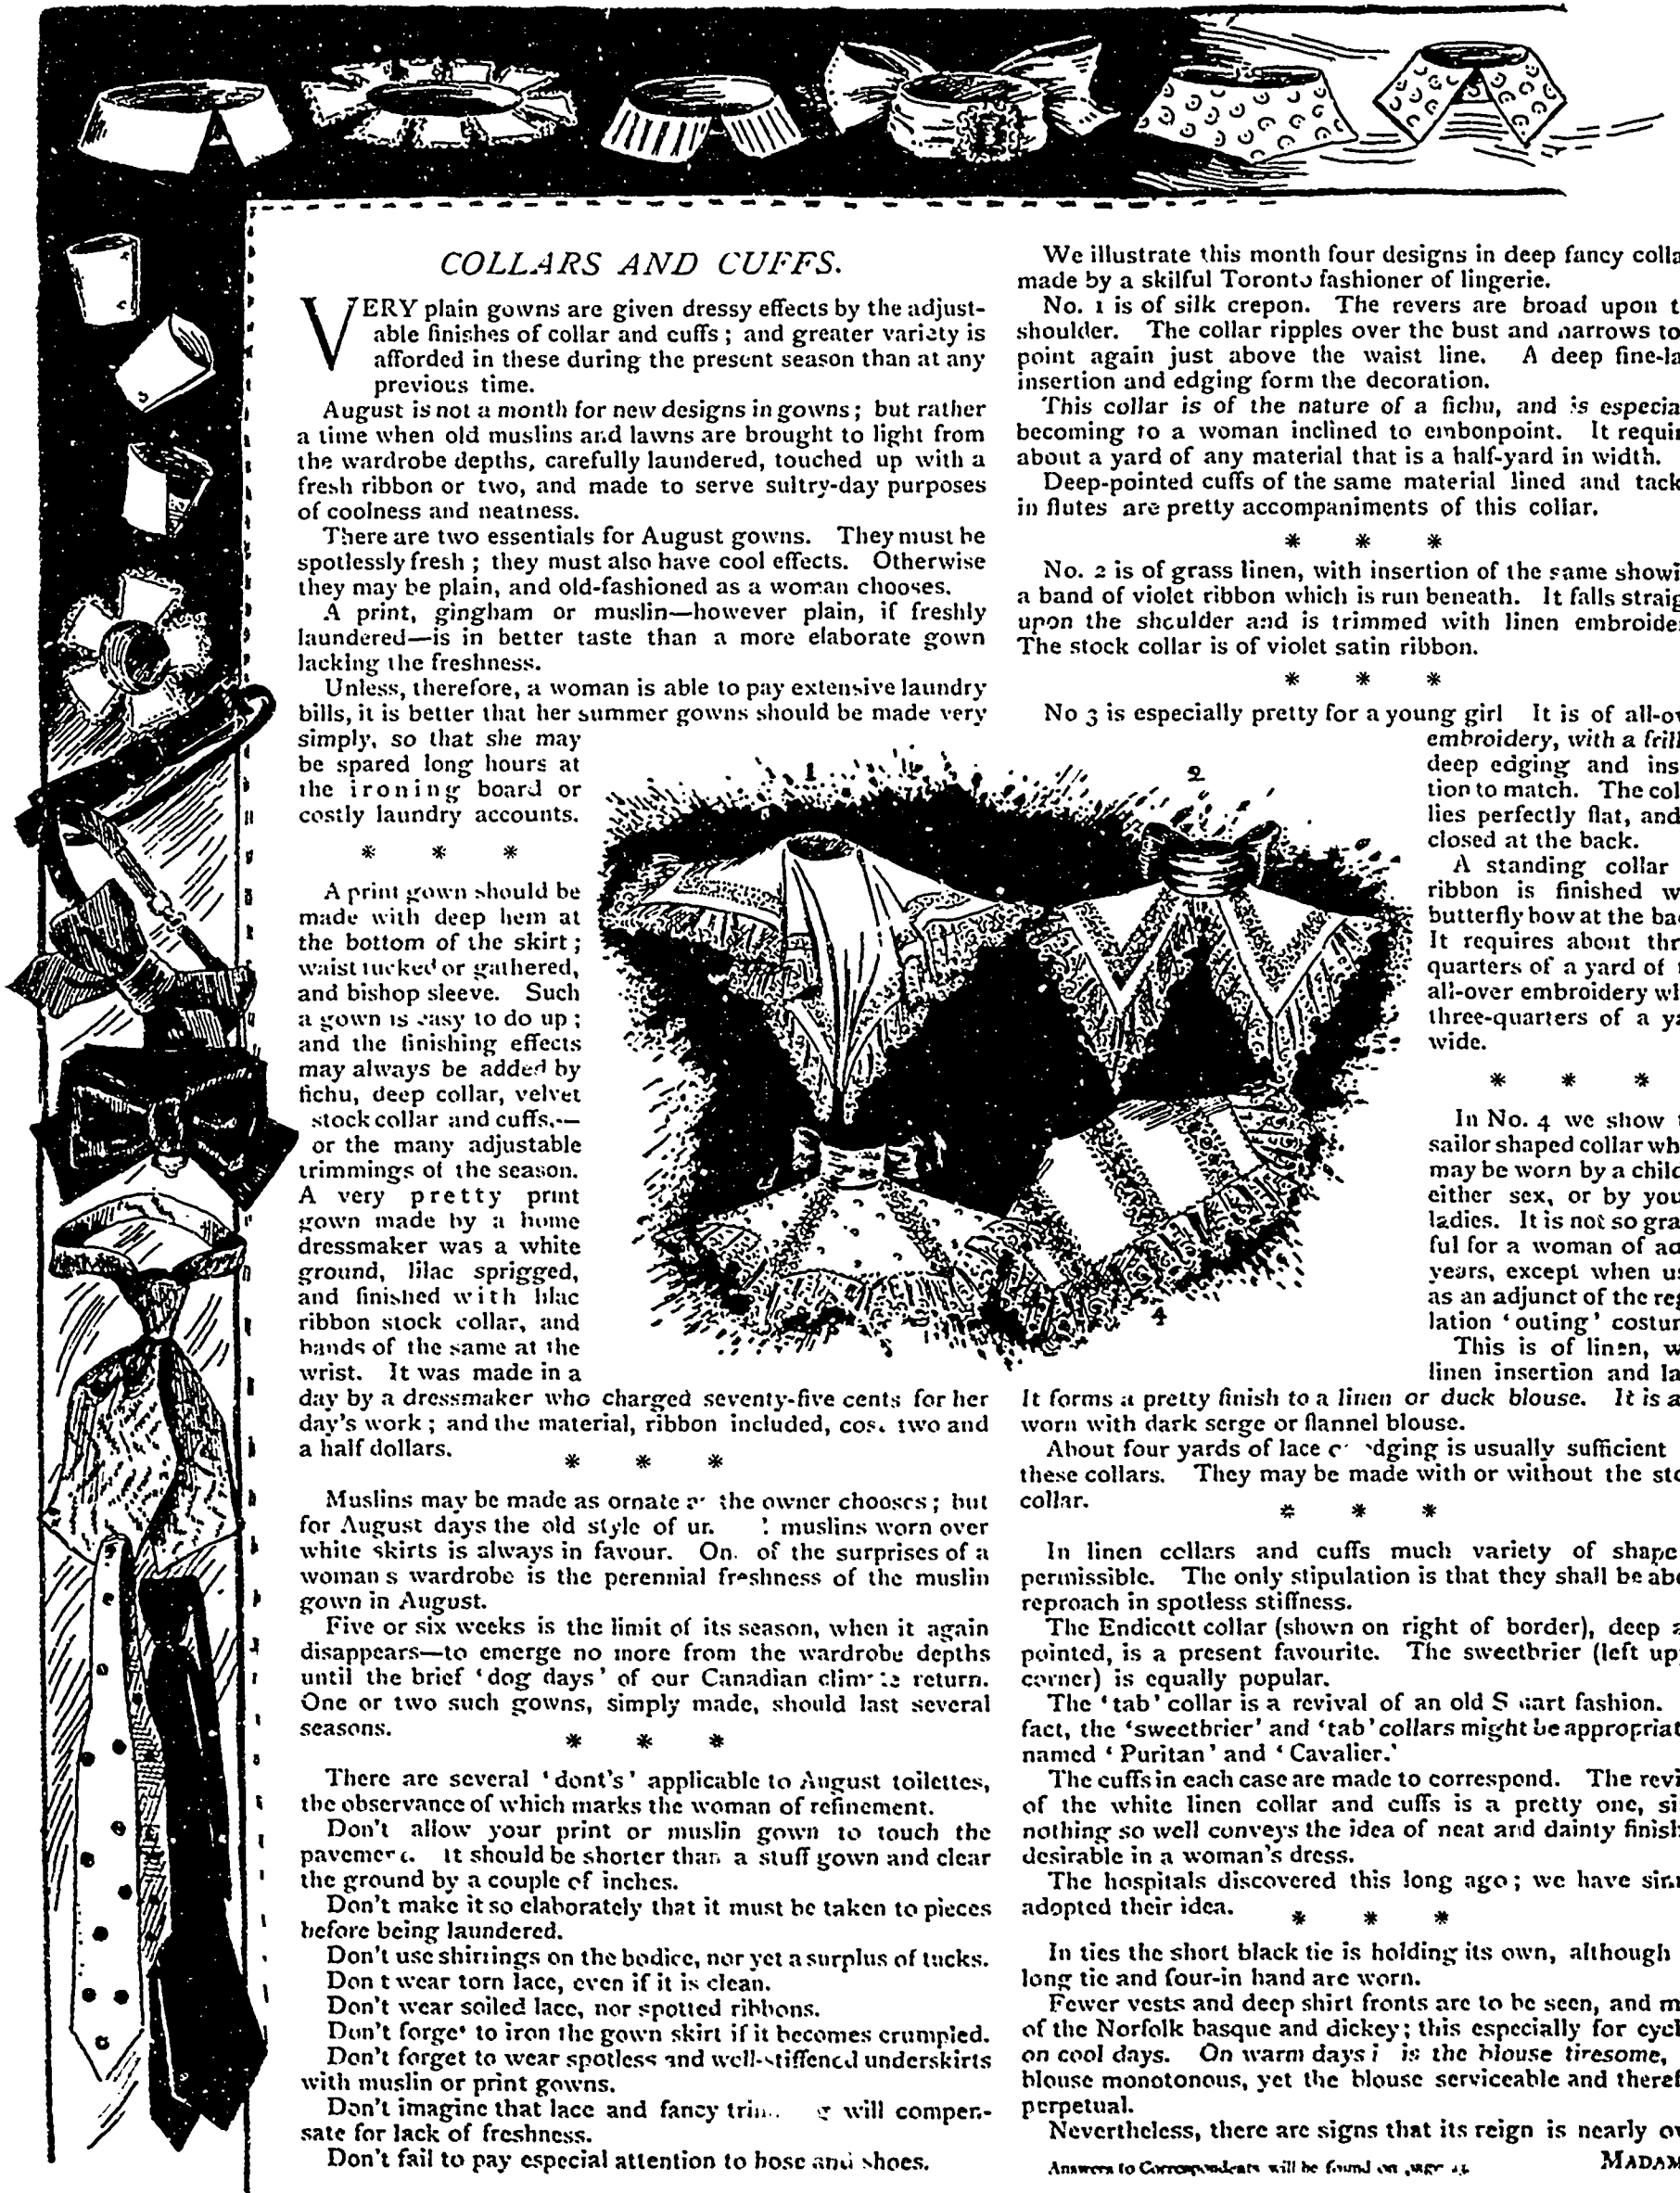 COLLARS AND CUFFS.
VERY plain gowns are given dressy effects by the adjust-
able finishes of collar and cuffs; and greater variety is
afforded in these during the present season than at any
previous time.
August is not a month for new designs in gowns; but rather
a time when old muslins and lawns are brought to light from
the wardrobe depths, carefully laundered, touched up with a
fresh ribbon or two, and made to serve sultry-day purposes
of coolness and neatness.
There are two essentials for August gowns. They must be
spotlessly fresh; they must also have cool effects. Otherwise
they may be plain, and old-fashioned as a woman chooses.
A print, gingham or muslin—however plain, if freshly
laundered—is in better taste than a more elaborate gown
lacking the freshness.
Unless, therefore, a woman is able to pay extensive laundry
bills, it is better that her summer gowns should be made very
simply, so that she may
be spared long hours at
the ironing board or
costly laundry accounts.
* * *
A print gown should be
made with deep hem at
the bottom of the skirt;
waist tucked or gathered,
and bishop sleeve. Such
a gown is easy to do up;
and the finishing effects
may always be added by
fichu, deep collar, velvet
stock collar and cuffs,—
or the many adjustable
trimmings of the season.
A very pretty print
gown made by a home
dressmaker was a white
ground, lilac sprigged,
and finished with lilac
ribbon stock collar, and
bands of the same at the
wrist. It was made in a
day by a dressmaker who charged seventy-five cents for her
day's work; and the material, ribbon included, cos. two and
a half dollars.
* * *
Muslins may be made as ornate the owner chooses; but
for August days the old style of muslins worn over
white skirts is always in favour. On. of the surprises of a
woman s wardrobe is the perennial freshness of the muslin
gown in August.
Five or six weeks is the limit of its season, when it again
disappears—to emerge no more from the wardrobe depths
until the brief 'dog days' of our Canadian return.
One or two such gowns, simply made, should last several
seasons.
* * *
There are several 'dont's' applicable to August toilettes,
the observance of which marks the woman of refinement.
Don't allow your print or muslin gown to touch the
It should be shorter than a stuff gown and clear
the ground by a couple of inches.
Don't make it so elaborately that it must be taken to pieces
before being laundered.
Don't use shirrings on the bodice, nor yet a surplus of tucks.
Don t wear torn lace, even if it is clean.
Don't wear soiled lace, nor spotted ribbons.
Don't forget to iron the gown skirt if it becomes crumpled.
Don't forget to wear spotless and well-stiffened underskirts
with muslin or print gowns.
Don't imagine that lace and fancy will compen-
sate for lack of freshness.
Don't fail to pay especial attention to hose and shoes.
We illustrate this month four designs in deep fancy colla
made by a skilful Toronto fashioner of lingerie.
No. 1 is of silk crepon. The revers are broad upon t
shoulder. The collar ripples over the bust and narrows to
point again just above the waist line. A deep fine-la
insertion and edging form the decoration.
This collar is of the nature of a fichu, and is especia
becoming to a woman inclined to embonpoint. It requir
about a yard of any material that is a half-yard in width.
Deep-pointed cuffs of the same material lined and tack
in flutes are pretty accompaniments of this collar.
* * *
No. 2 is of grass linen, with insertion of the same showi
a band of violet ribbon which is run beneath. It falls straig
upon the shoulder and is trimmed with linen embroider
The stock collar is of violet satin ribbon.
* * *
No 3 is especially pretty for a young girl It is of all-ov
embroidery, with a frill
deep edging and inser
tion to match. The coll
lies perfectly flat, and
closed at the back.
A standing collar
ribbon is finished w
butterfly bow at the bac
It requires about thr
quarters of a yard of t
all-over embroidery wh
three-quarters of a ya
wide.
* * *
In No. 4 we show t
sailor shaped collar wh
may be worn by a child
either sex, or by you
ladies. It is not so gra
ful for a woman of ad
years, except when us
as an adjunct of the reg
lation 'outing' costum
This is of linen, w
linen insertion and la
It forms a pretty finish to a linen or duck blouse. It is a
worn with dark serge or flannel blouse.
About four yards of lace is usually sufficient
these collars. They may be made with or without the sto
collar.
* * *
In linen collars and cuffs much variety of shape
permissible. The only stipulation is that they shall be abo
reproach in spotless stiffness.
The Endicott collar (shown on right of border), deep a
pointed, is a present favourite. The sweetbrier (left upp
corner) is equally popular.
The 'tab' collar is a revival of an old fashion.
fact, the 'sweetbrier' and 'tab' collars might be appropriat
named 'Puritan' and 'Cavalier.'
The cuffs in each case are made to correspond. The revi
of the white linen collar and cuffs is a pretty one, si
nothing so well conveys the idea of neat and dainty finish
desirable in a woman's dress.
The hospitals discovered this long ago; we have sim
adopted their idea.
* * *
In ties the short black tie is holding its own, although
long tie and four-in hand are worn.
Fewer vests and deep shirt fronts are to be seen, and m
of the Norfolk basque and dickey; this especially for cycl
on cool days. On warm days i is the blouse tiresome,
blouse monotonous, yet the blouse serviceable and theref
perpetual.
Nevertheless, there are signs that its reign is nearly ov
Answers to Correspondents will be found on page
MADAM
1
2
4